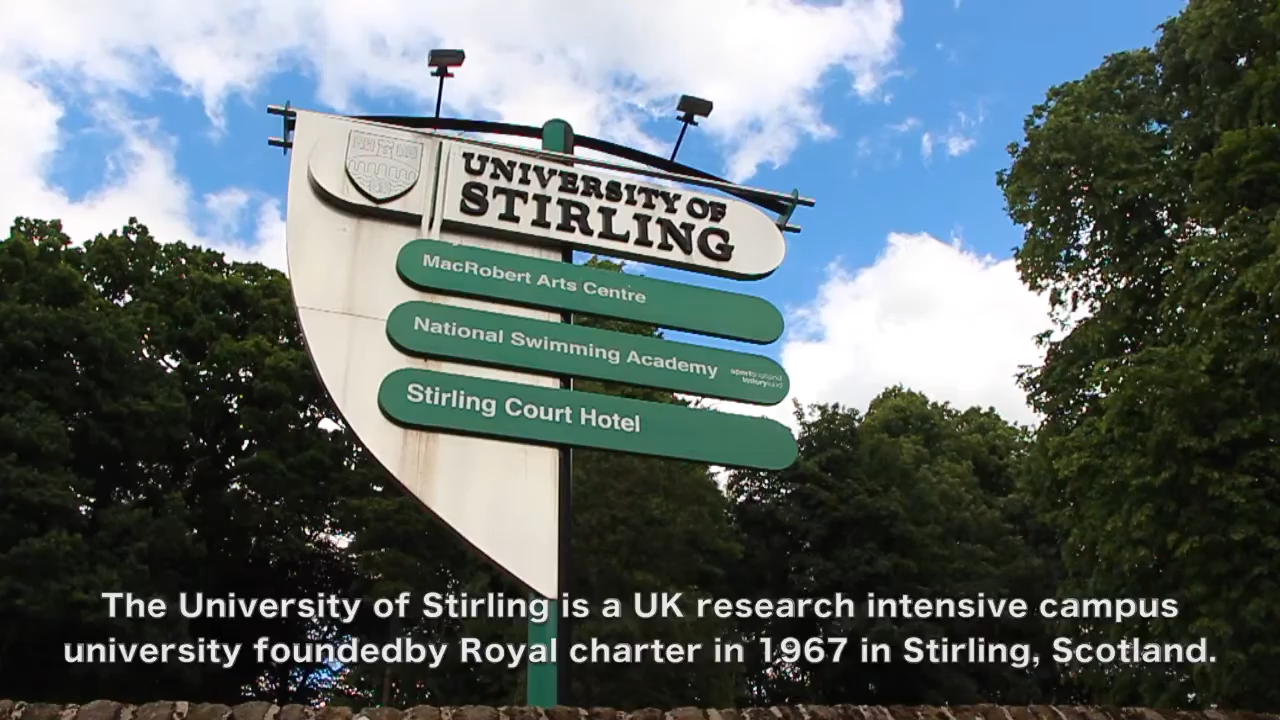 UNIVERSITY OF
STIRLING
MacRobert Arts Centre
National Swimming Academy
Stirling Court Hotel
The University of Stirling is a UK research intensive campus
university foundedby Royal charter in 1967 in Stirling, Scotland.